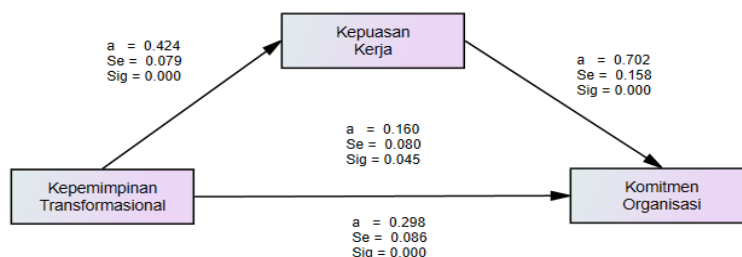 Kepuasan
Kerja
a = 0.424
Se = 0.079
Sig = 0.000
a = 0.702
Se = 0.158
Sig = 0.000
a = 0.160
Se = 0.080
Sig = 0.045
Kepemimpinan
Transformasional
Komitmen
Organisasi
a = 0.298
Se = 0.086
Sig = 0.000